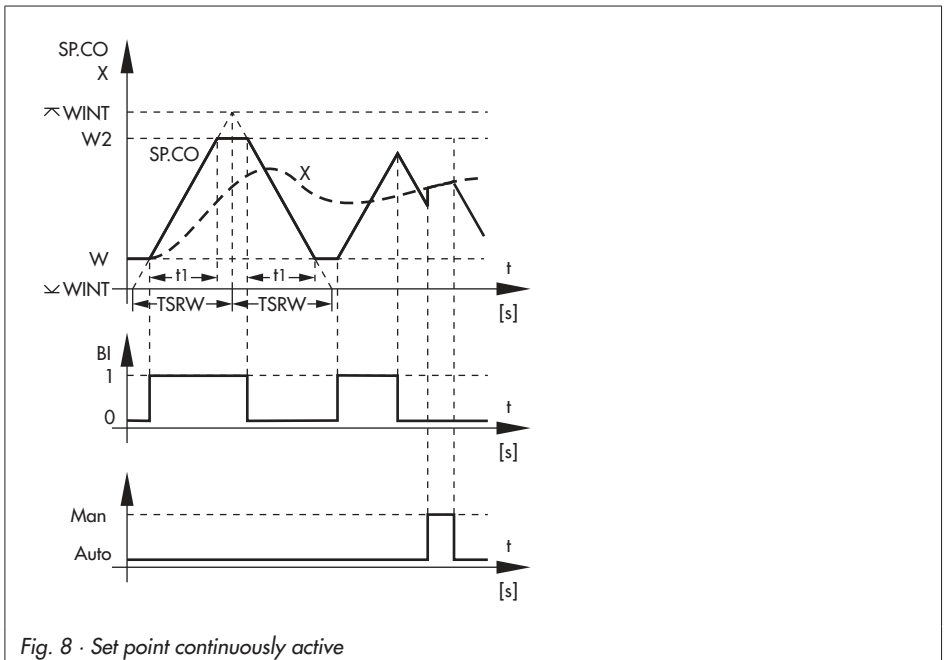 SP.CO
X
⪤ WINT
W2
SP.CO
X
W
t1
t1
t
⪣ WINT
TSRW
TSRW
[s]
BI
1
0
t
[s]
Man
Auto
t
[s]
Fig. 8 · Set point continuously active